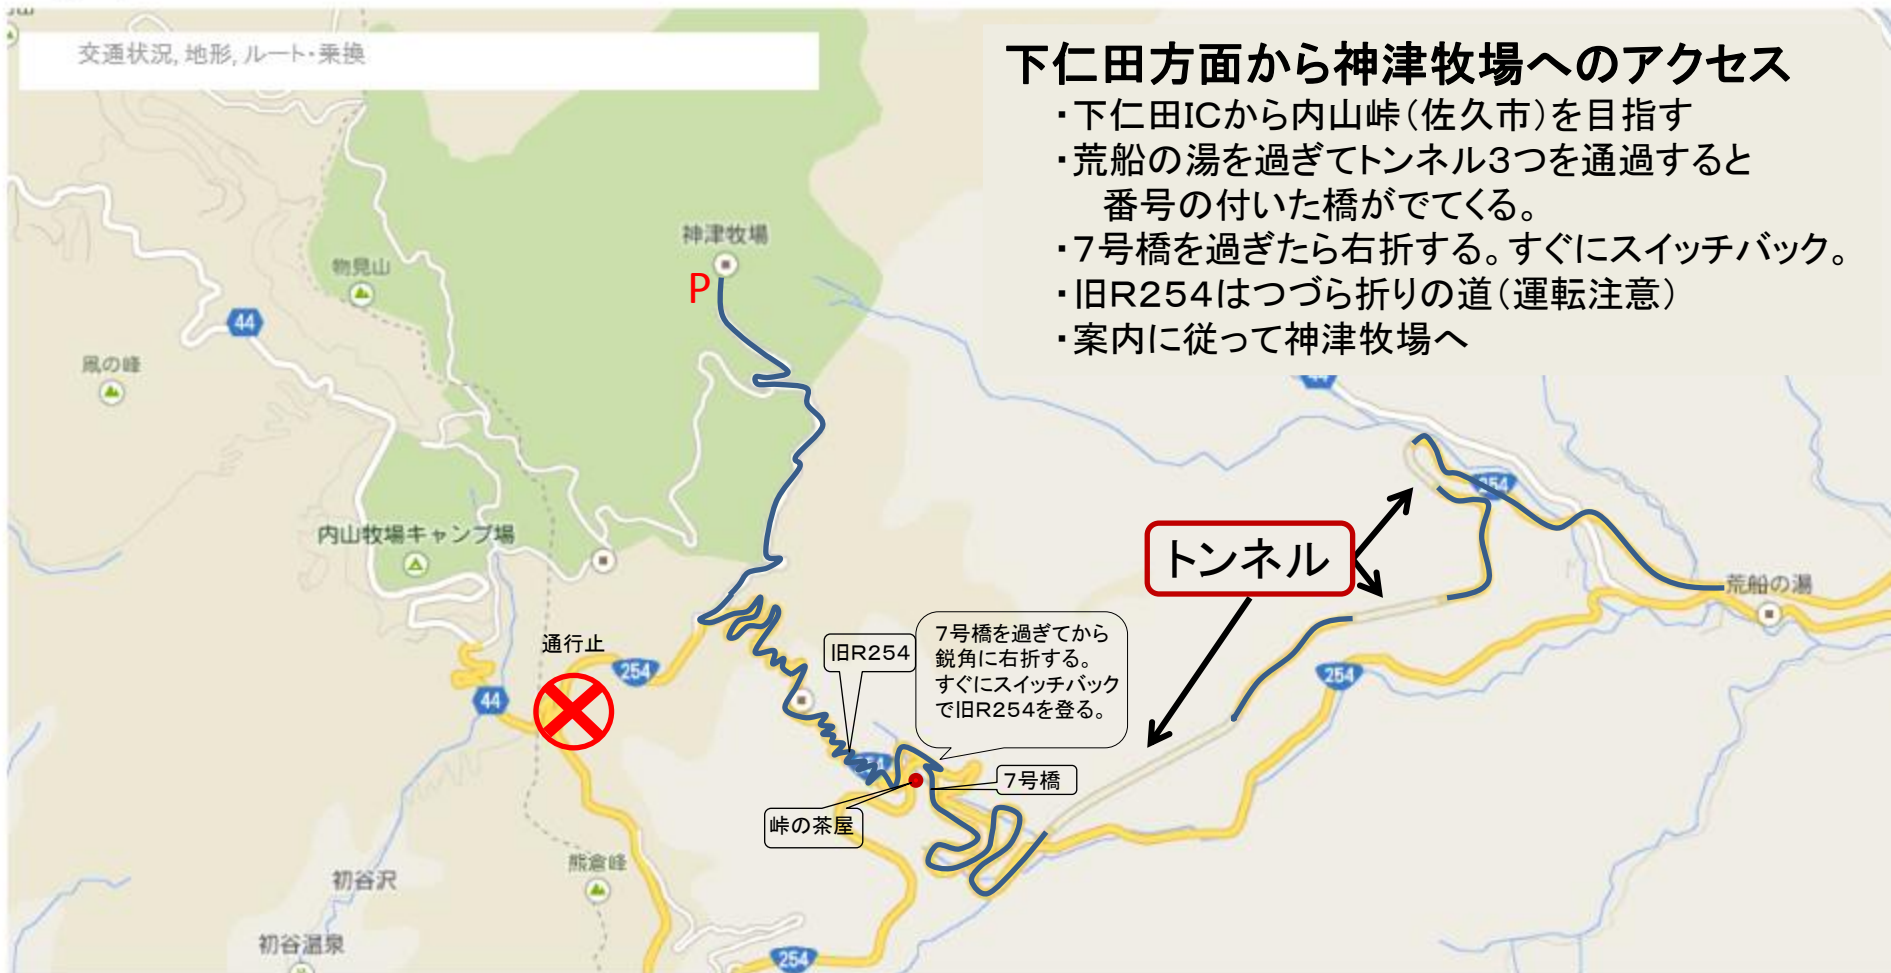 交通状況, 地形, ルート・乗換
下仁田方面から神津牧場へのアクセス
・下仁田ICから内山峠(佐久市)を目指す
・荒船の湯を過ぎてトンネル3つを通過すると
番号の付いた橋がでてくる。
・7号橋を過ぎたら右折する。すぐにスイッチバック。
・旧R254はつづら折りの道(運転注意)
・案内に従って神津牧場へ
神津牧場
P
物見山
44
凮の峰
44
254
内山牧場キャンプ場
トンネル
荒船の湯
通行止
254
44
旧R254
7号橋を過ぎてから
鋭角に右折する。
すぐにスイッチバック
で旧R254を登る。
254
254
7号橋
峠の茶屋
熊倉峰
初谷沢
初谷温泉
254